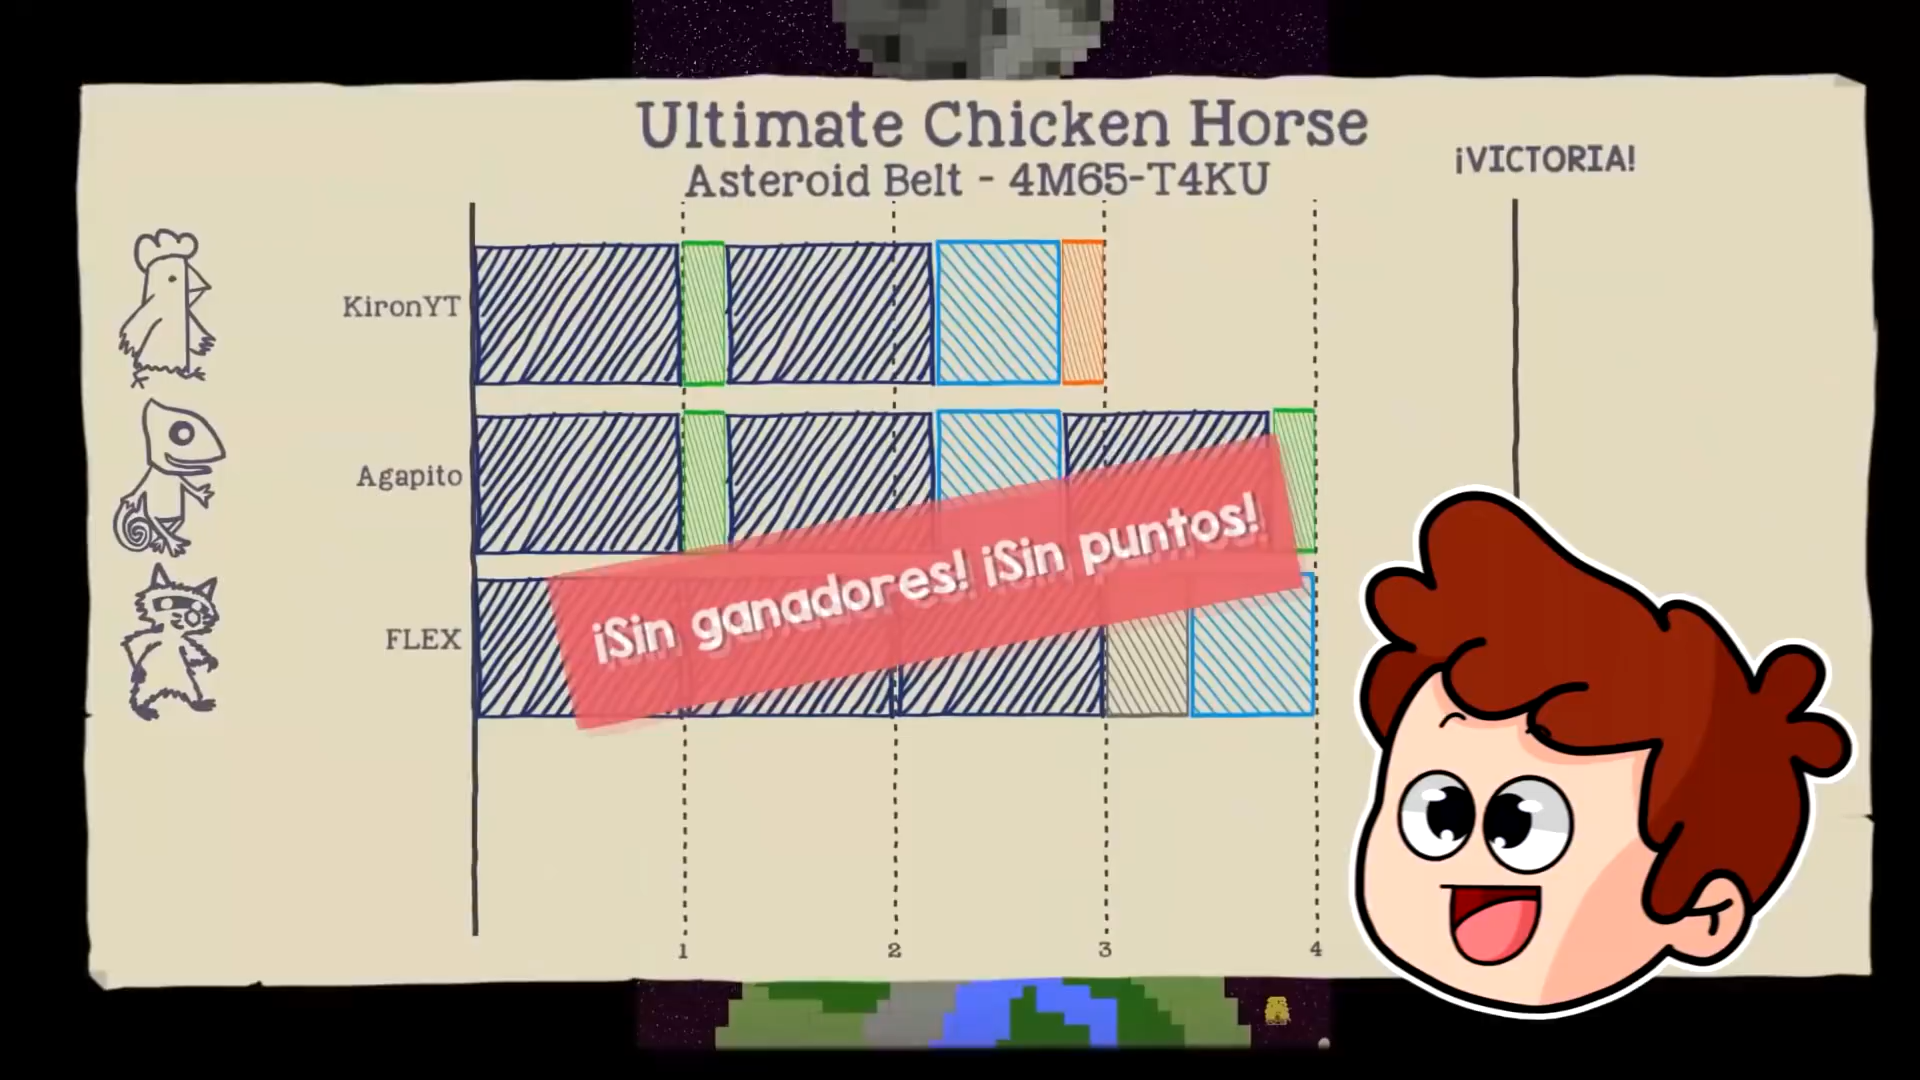 Ultimate Chicken Horse
Asteroid Belt - 4M65-T4KU
¡VICTORIA!
KironYT
Agapito
¡Sin ganadores! ¡Sin puntos!
FLEX
1 2 3 4